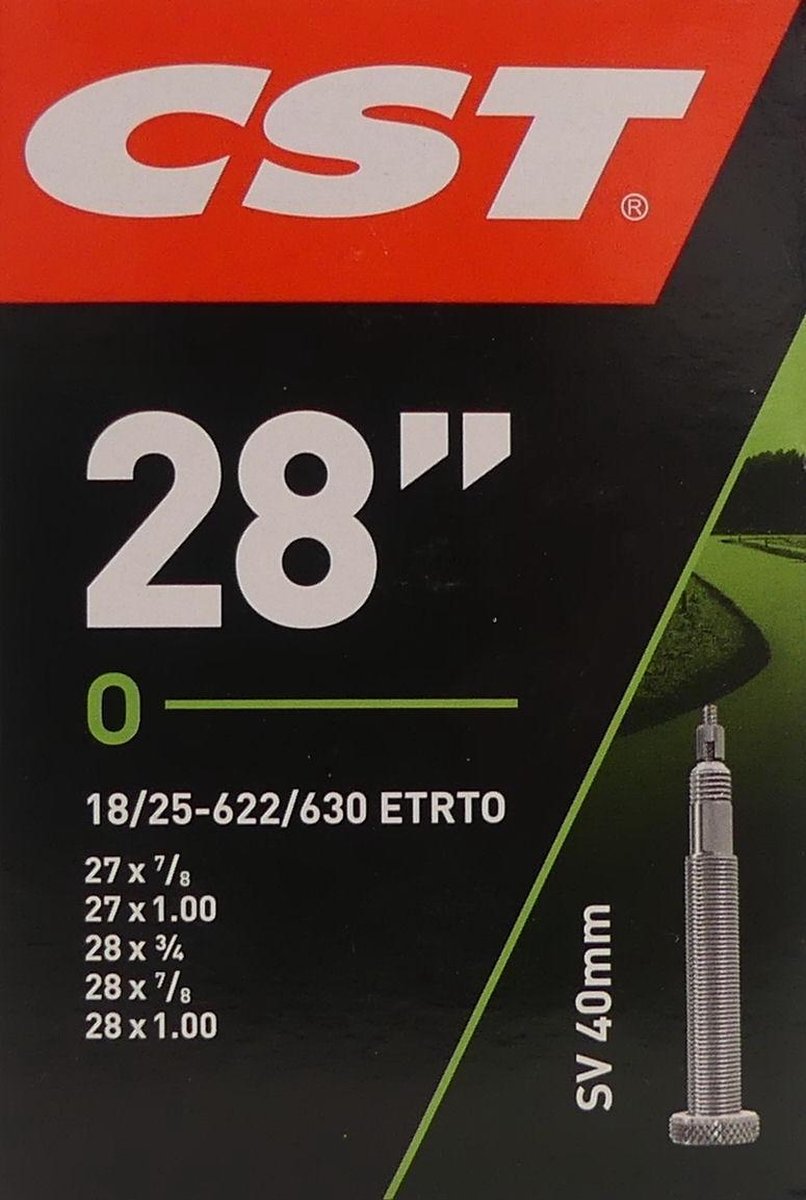 CST®
28”
0
18/25-622/630 ETRTO
27 x ⅞
27 x 1.00
28 x ¾
28 x ⅞
28 x 1.00
SV 40mm